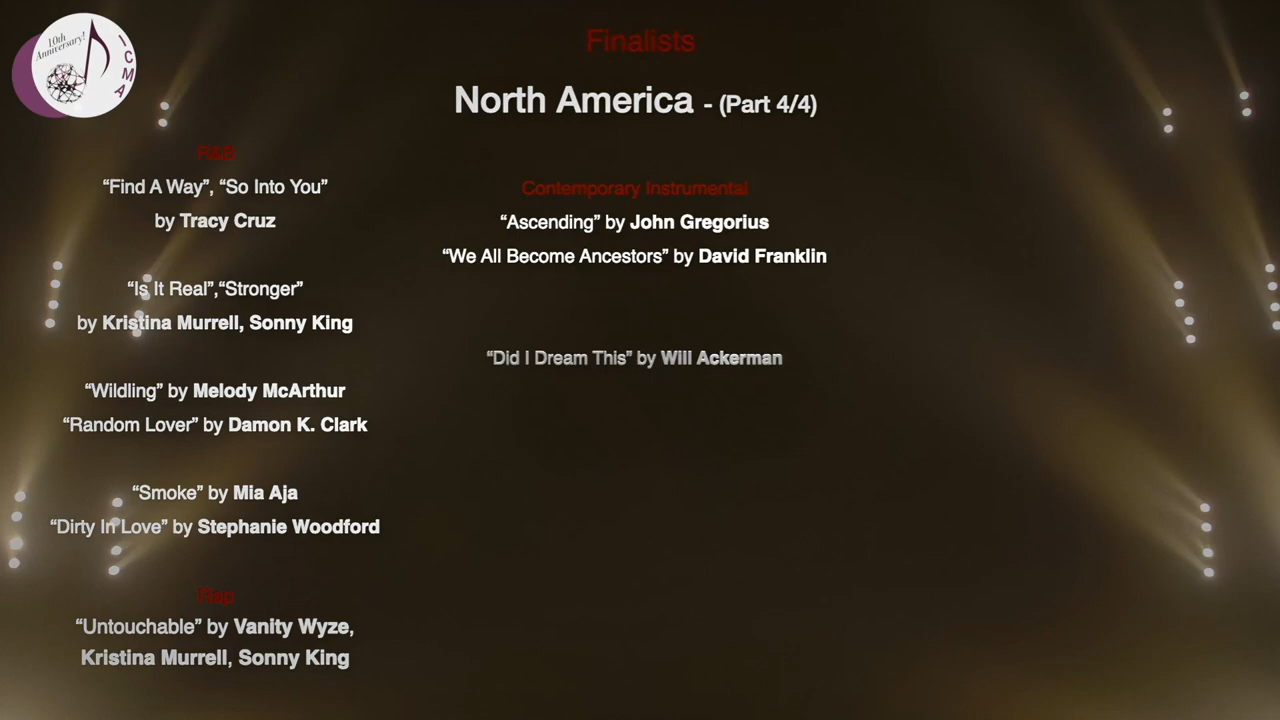 10th
Anniversary!
ICMA
Finalists
North America - (Part 4/4)
R&B
“Find A Way”, “So Into You”
by Tracy Cruz
“Is It Real”,“Stronger”
by Kristina Murrell, Sonny King
“Wildling” by Melody McArthur
“Random Lover” by Damon K. Clark
“Smoke” by Mia Aja
“Dirty In Love” by Stephanie Woodford
Rap
“Untouchable” by Vanity Wyze,
Kristina Murrell, Sonny King
Contemporary Instrumental
“Ascending” by John Gregorius
“We All Become Ancestors” by David Franklin
“Did I Dream This” by Will Ackerman